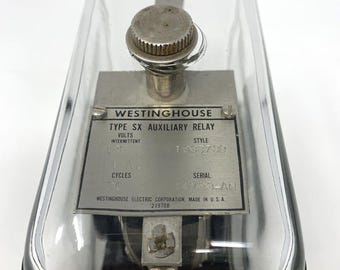 WESTINGHOUSE
TYPE SX AUXILIARY RELAY
VOLTS
INTERMITTENT STYLE
CYCLES SERIAL
WESTINGHOUSE ELECTRIC CORPORATION, MADE IN U.S.A.